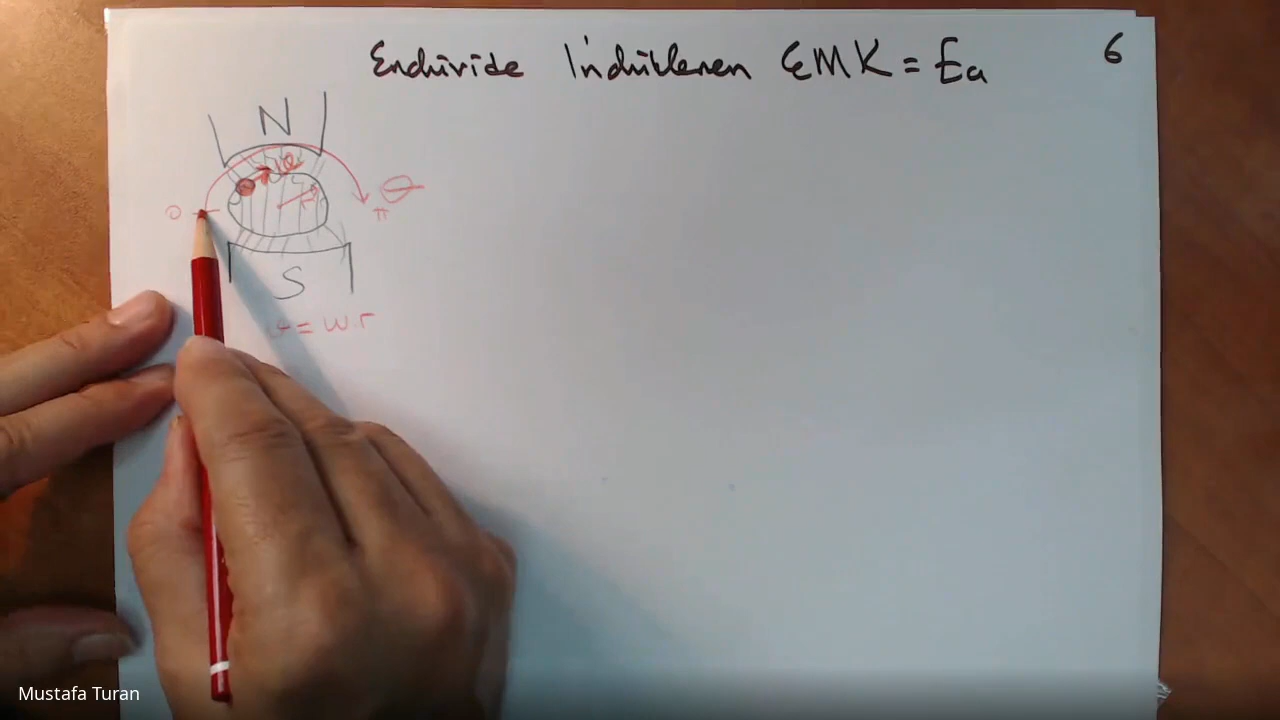 Endüvide İndüklenen EMK = Ea
6
N
r
0
π
θ
S
v = w.r
Mustafa Turan